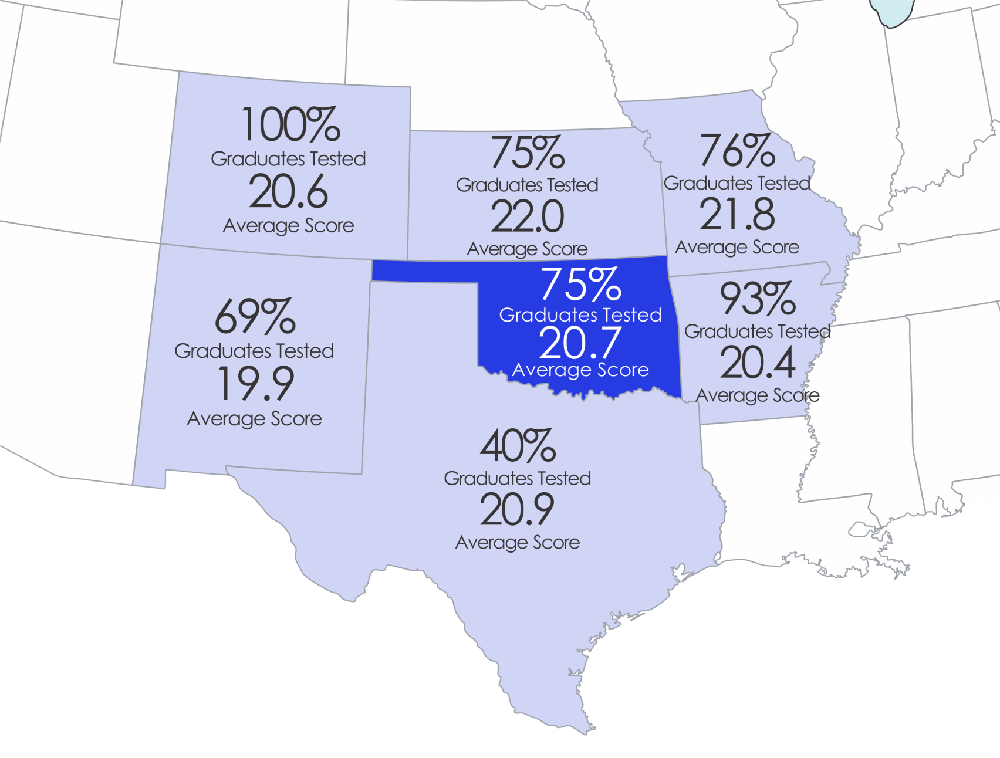 100%
Graduates Tested
20.6
Average Score
75%
Graduates Tested
22.0
Average Score
76%
Graduates Tested
21.8
Average Score
69%
Graduates Tested
19.9
Average Score
75%
Graduates Tested
20.7
Average Score
93%
Graduates Tested
20.4
Average Score
40%
Graduates Tested
20.9
Average Score